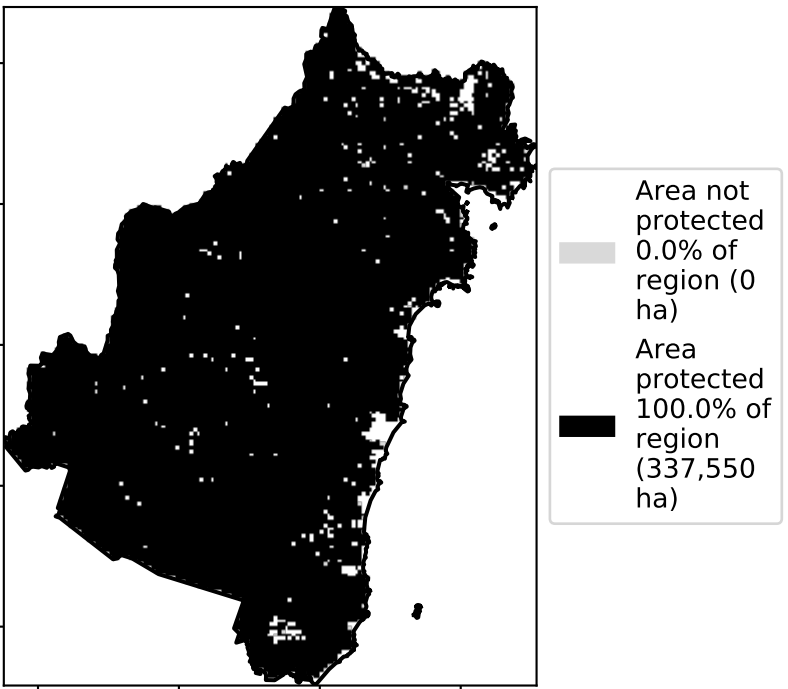 Area not
protected
0.0% of
region (0
ha)
Area
protected
100.0% of
region
(337,550
ha)